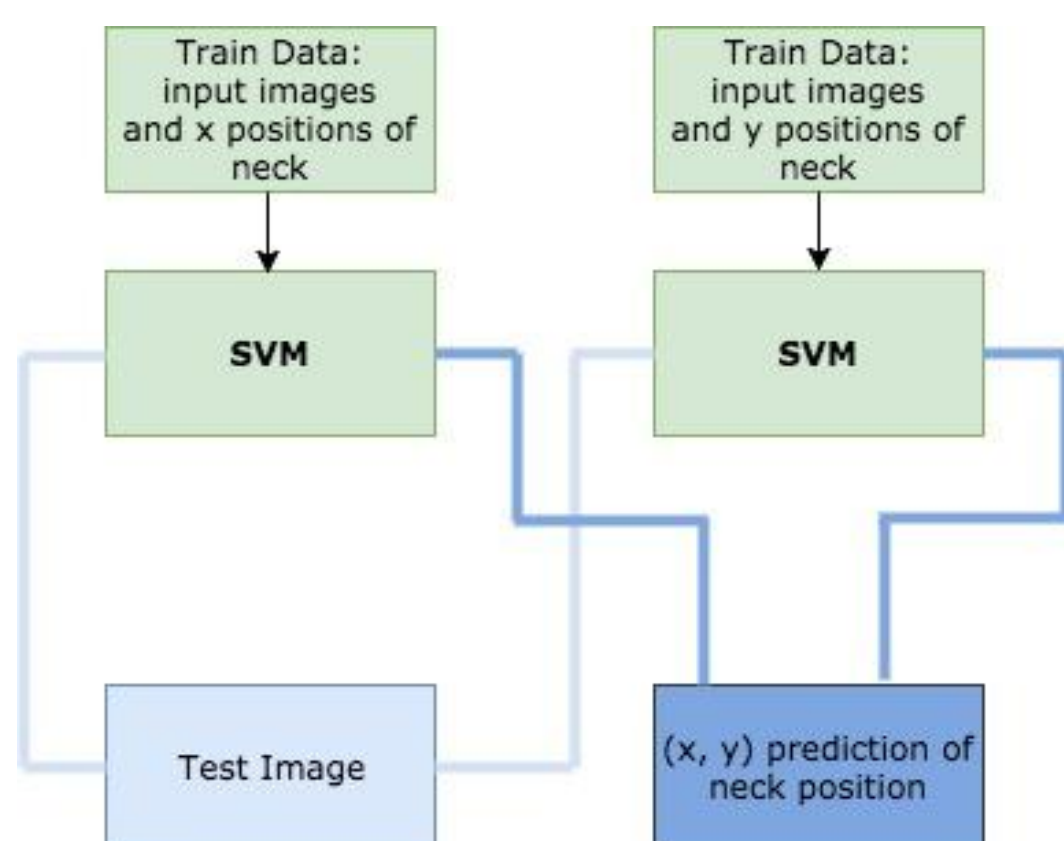 Train Data:
input images
and x positions of
neck
Train Data:
input images
and y positions of
neck
SVM
SVM
Test Image
(x, y) prediction of
neck position